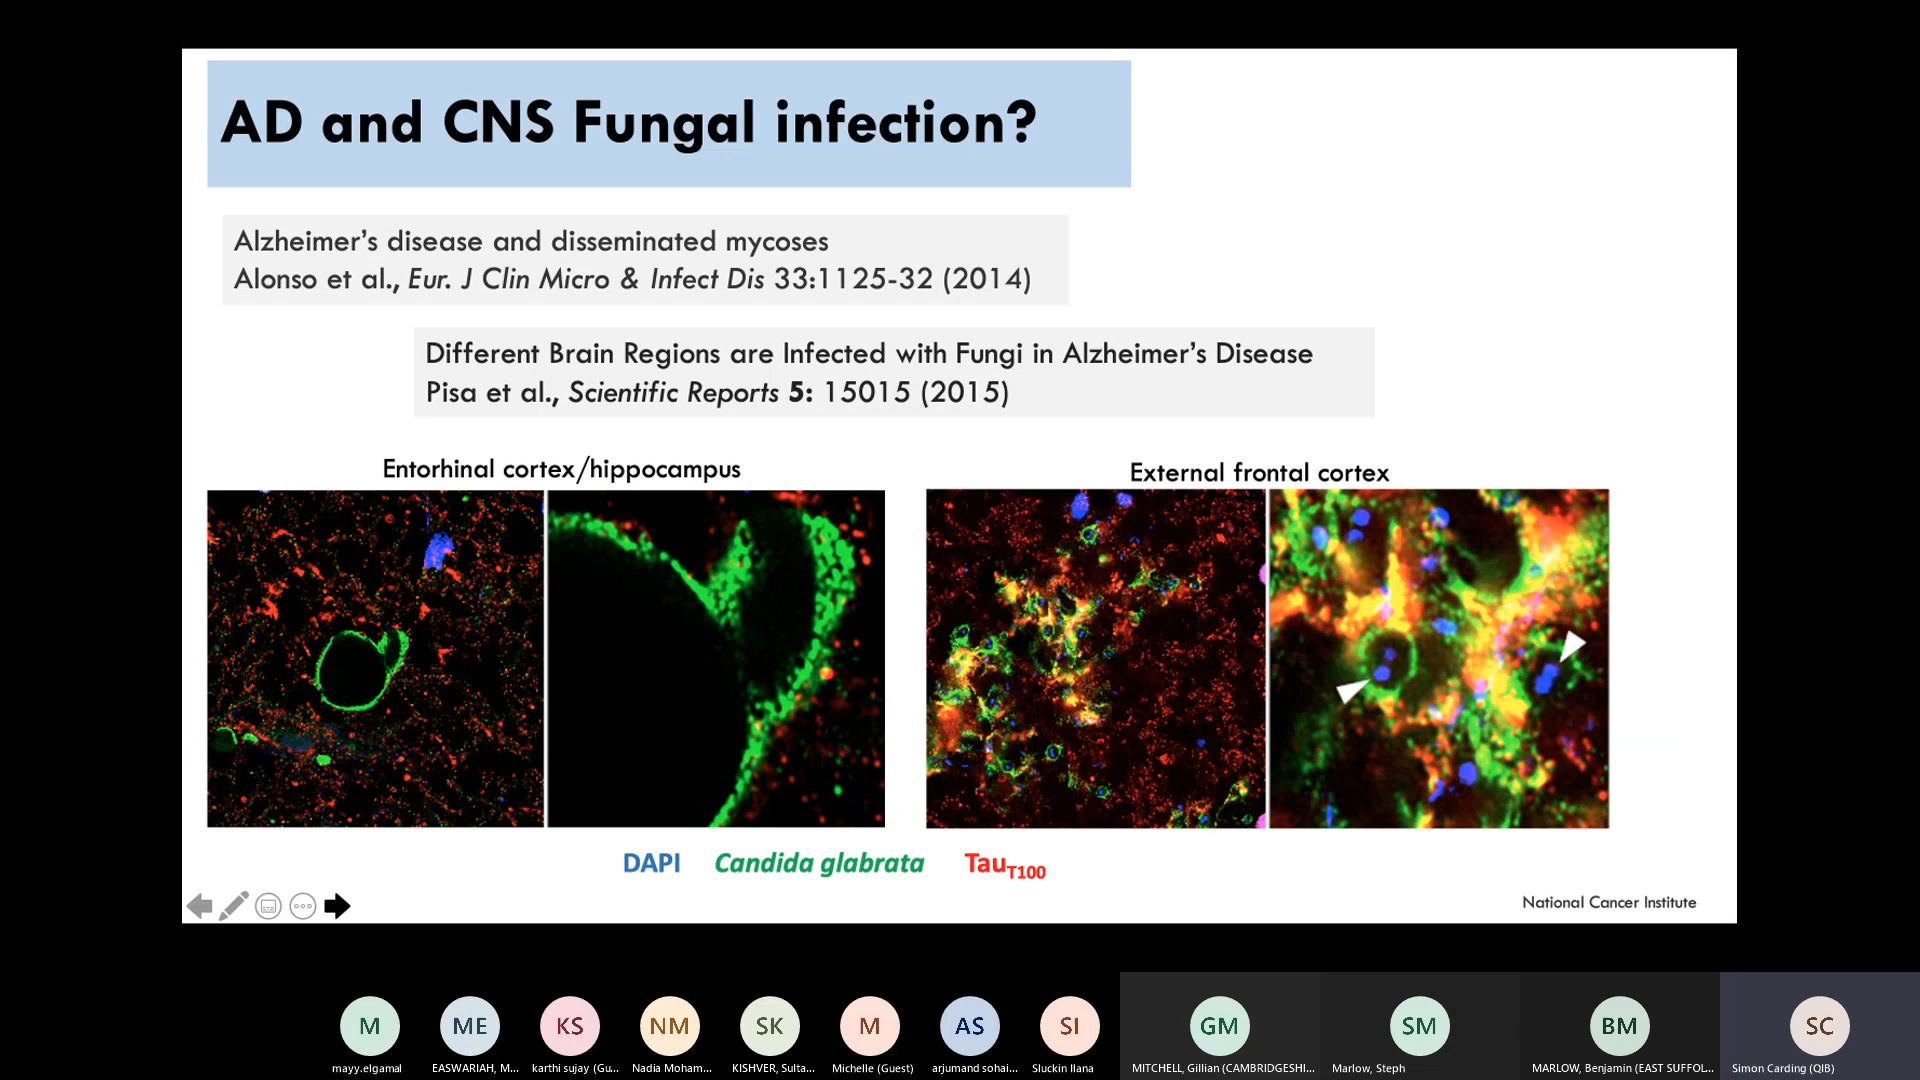 AD and CNS Fungal infection?
Alzheimer's disease and disseminated mycoses
Alonso et al., Eur. J Clin Micro & Infect Dis 33:1125-32 (2014)
Different Brain Regions are Infected with Fungi in Alzheimer's Disease
Pisa et al., Scientific Reports 5: 15015 (2015)
Entorhinal cortex/hippocampus
External frontal cortex
DAPI Candida glabrata Tau T100
National Cancer Institute
M ME KS NM SK M AS SI GM SM BM SC
mayy.elgamal EASWARIAH, M... karthi sujay (Gu... Nadia Moham... KISHVER, Sulta... Michelle (Guest) arjumand sohai... Sluckin Ilana MITCHELL, Gillian (CAMBRIDGESHI... Marlow, Steph MARLOW, Benjamin (EAST SUFFOL... Simon Carding (QIB)